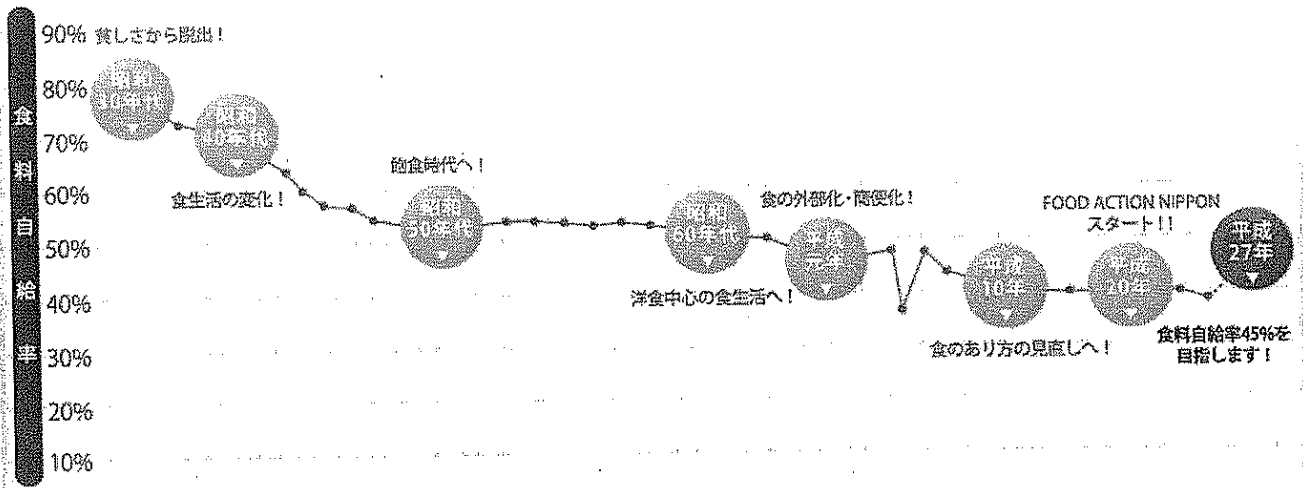 食料自給率
90%
80%
70%
60%
50%
40%
30%
20%
10%
貧しさから脱出！
昭和
30年代
昭和
40年代
食生活の変化！
飽食時代へ！
昭和
50年代
昭和
60年代
洋食中心の食生活へ！
食の外部化・簡便化！
平成
元年
平成
10年
食のあり方の見直しへ！
FOOD ACTION NIPPON
スタート！！
平成
20年
平成
27年
食料自給率45%を
目指します！